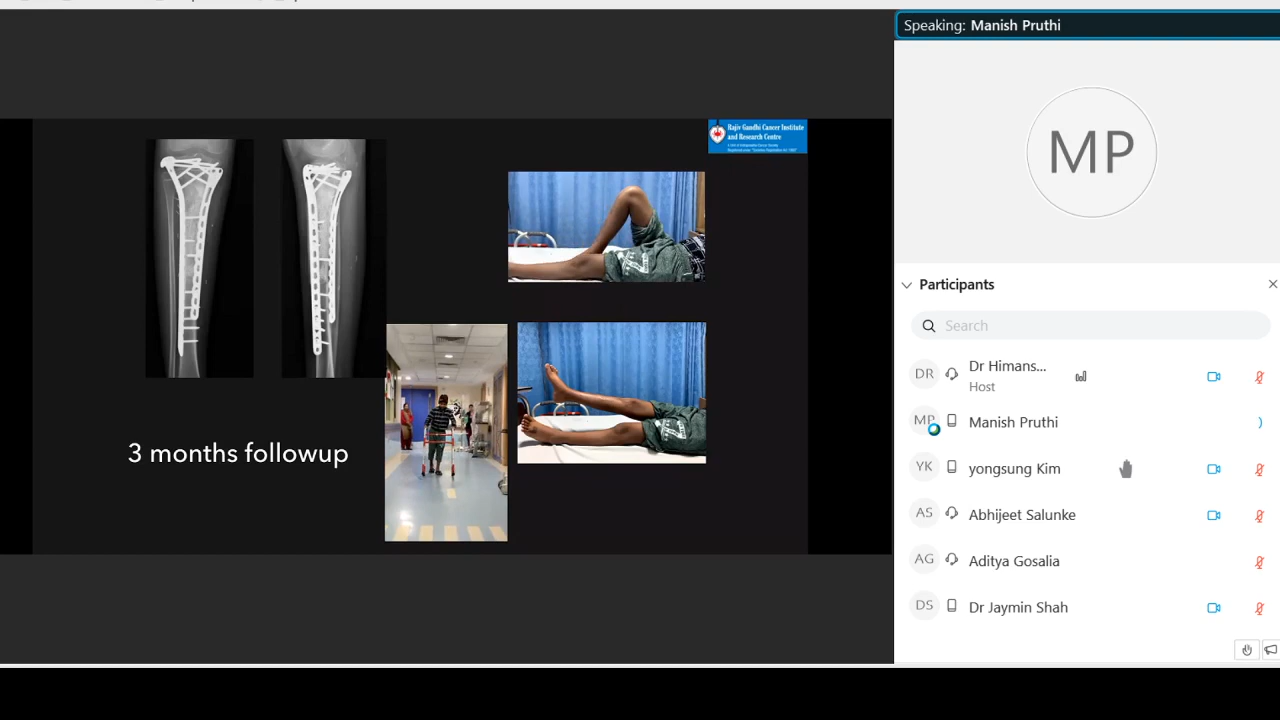 Speaking: Manish Pruthi
MP
Rajiv Gandhi Cancer Institute
and Research Centre
3 months followup
Participants
Search
DR
Dr Himans...
Host
MP
Manish Pruthi
YK
yongsung Kim
AS
Abhijeet Salunke
AG
Aditya Gosalia
DS
Dr Jaymin Shah